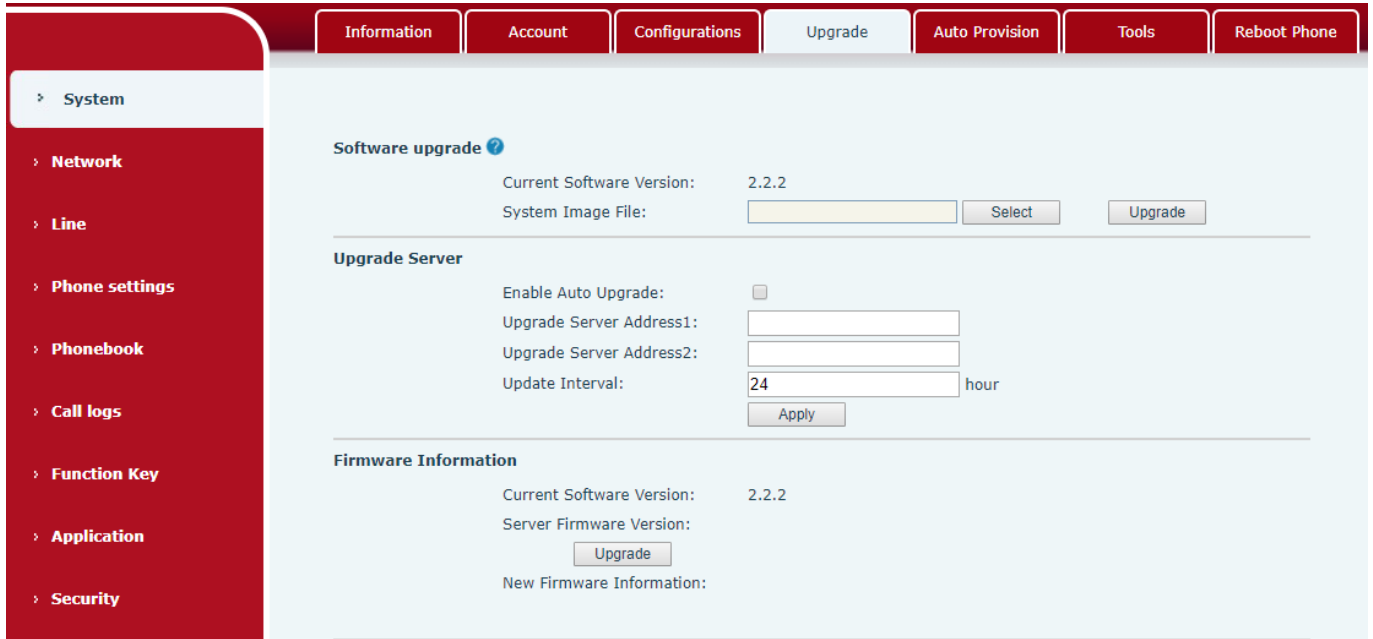 Information Account Configurations Upgrade Auto Provision Tools Reboot Phone
System
Network
Line
Phone settings
Phonebook
Call logs
Function Key
Application
Security
Software upgrade ?
Current Software Version: 2.2.2
System Image File: Select Upgrade
Upgrade Server
Enable Auto Upgrade:
Upgrade Server Address1:
Upgrade Server Address2:
Update Interval: 24 hour
Apply
Firmware Information
Current Software Version: 2.2.2
Server Firmware Version:
Upgrade
New Firmware Information: